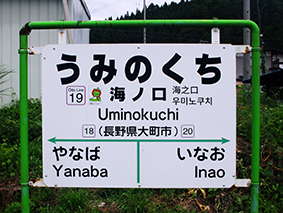 うみのくち
Oito Line
19
海ノ口
海之口
우미노쿠치
Uminokuchi
18 (長野県大町市) 20
やなば いなお
Yanaba Inao